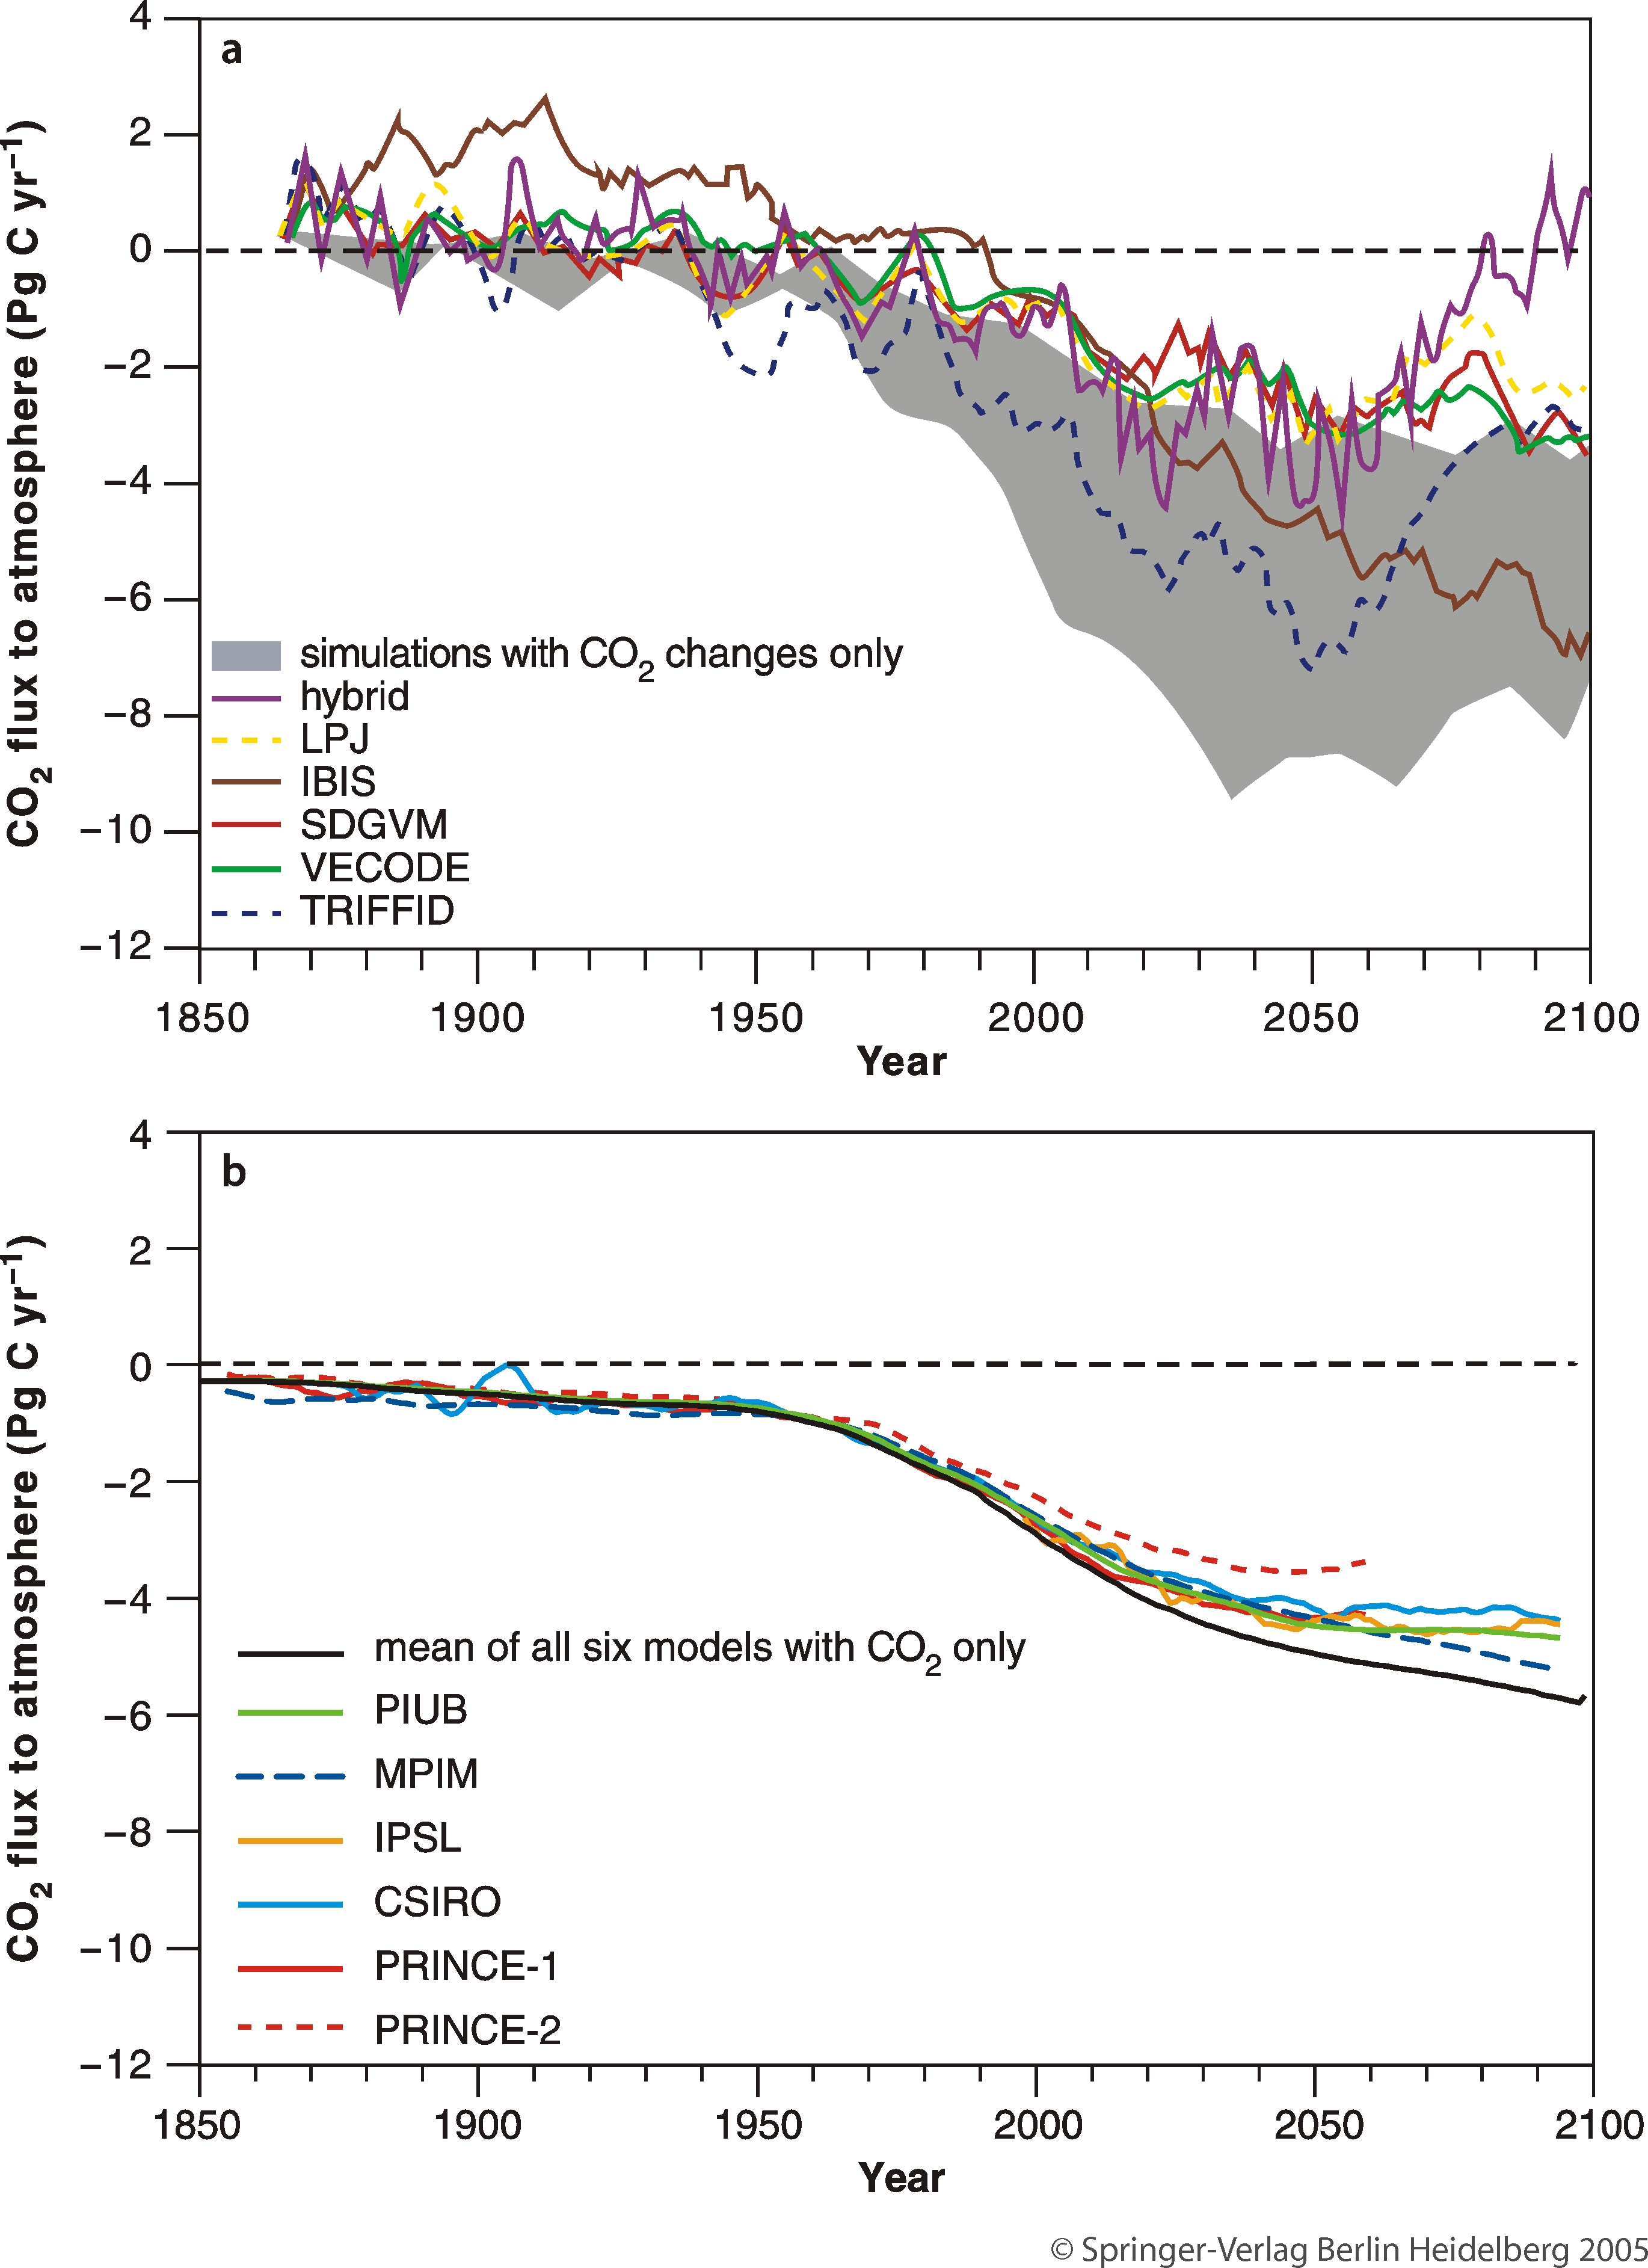 a
CO2 flux to atmosphere (Pg C yr−1)
4
2
0
−2
−4
−6
−8
−10
−12
simulations with CO2 changes only
hybrid
LPJ
IBIS
SDGVM
VECODE
TRIFFID
1850 1900 1950 2000 2050 2100
Year
b
CO2 flux to atmosphere (Pg C yr−1)
4
2
0
−2
−4
−6
−8
−10
−12
mean of all six models with CO2 only
PIUB
MPIM
IPSL
CSIRO
PRINCE-1
PRINCE-2
1850 1900 1950 2000 2050 2100
Year
© Springer-Verlag Berlin Heidelberg 2005